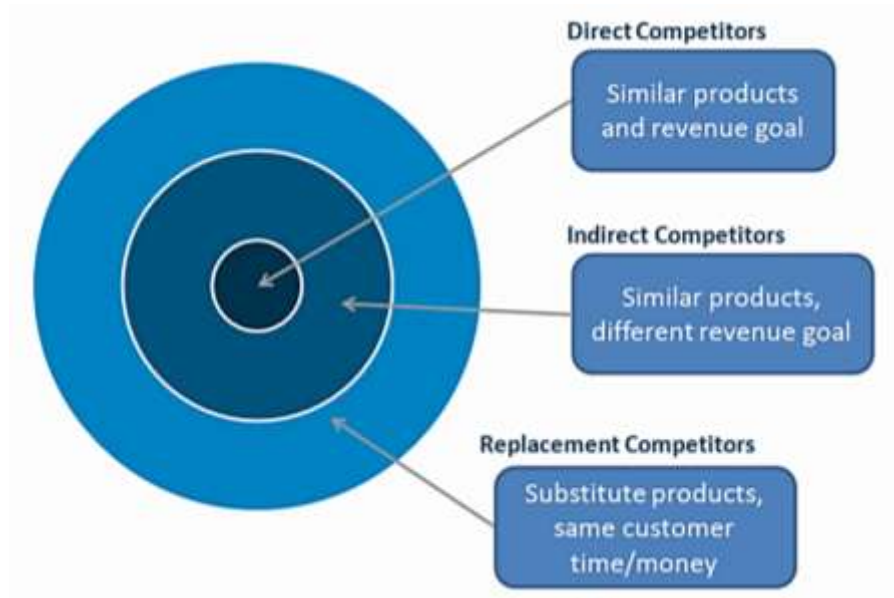 Direct Competitors
Similar products
and revenue goal
Indirect Competitors
Similar products,
different revenue goal
Replacement Competitors
Substitute products,
same customer
time/money